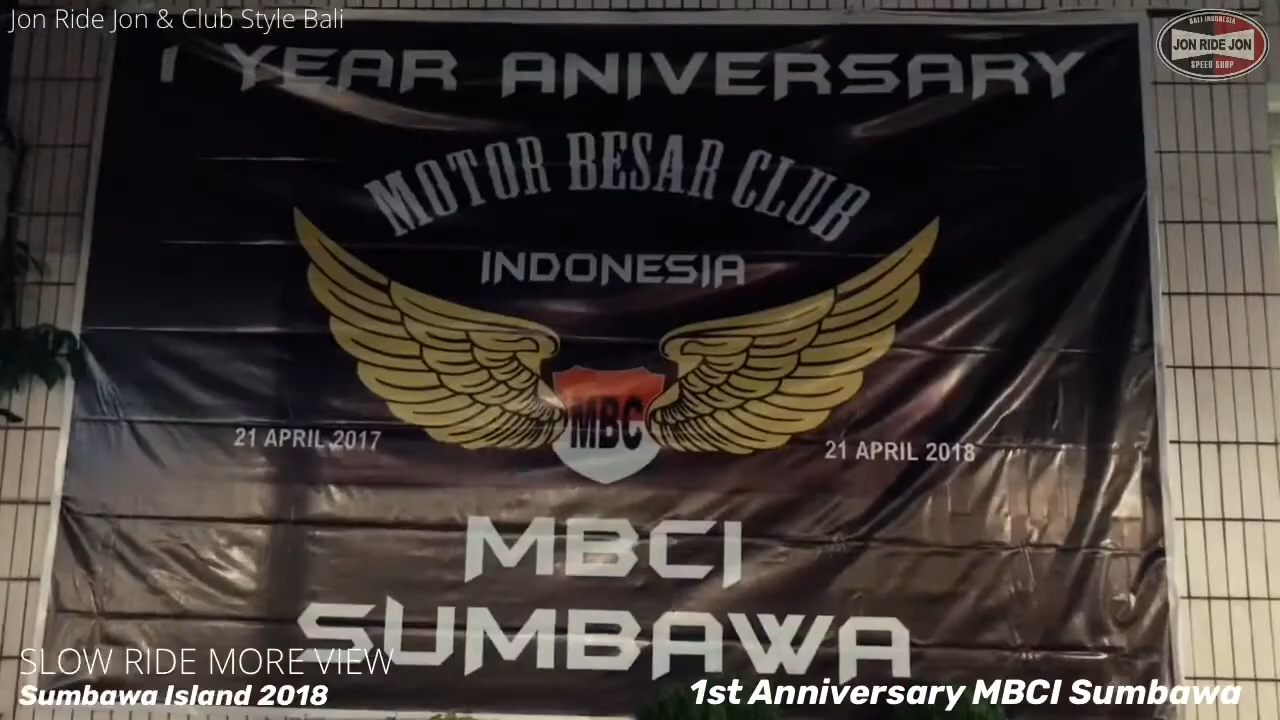 Jon Ride Jon & Club Style Bali
BALI INDONESIA
JON RIDE JON
SPEED SHOP
1 YEAR ANIVERSARY
MOTOR BESAR CLUB
INDONESIA
MBC
21 APRIL 2017
21 APRIL 2018
MBCI
SUMBAWA
SLOW RIDE MORE VIEW
Sumbawa Island 2018
1st Anniversary MBCI Sumbawa